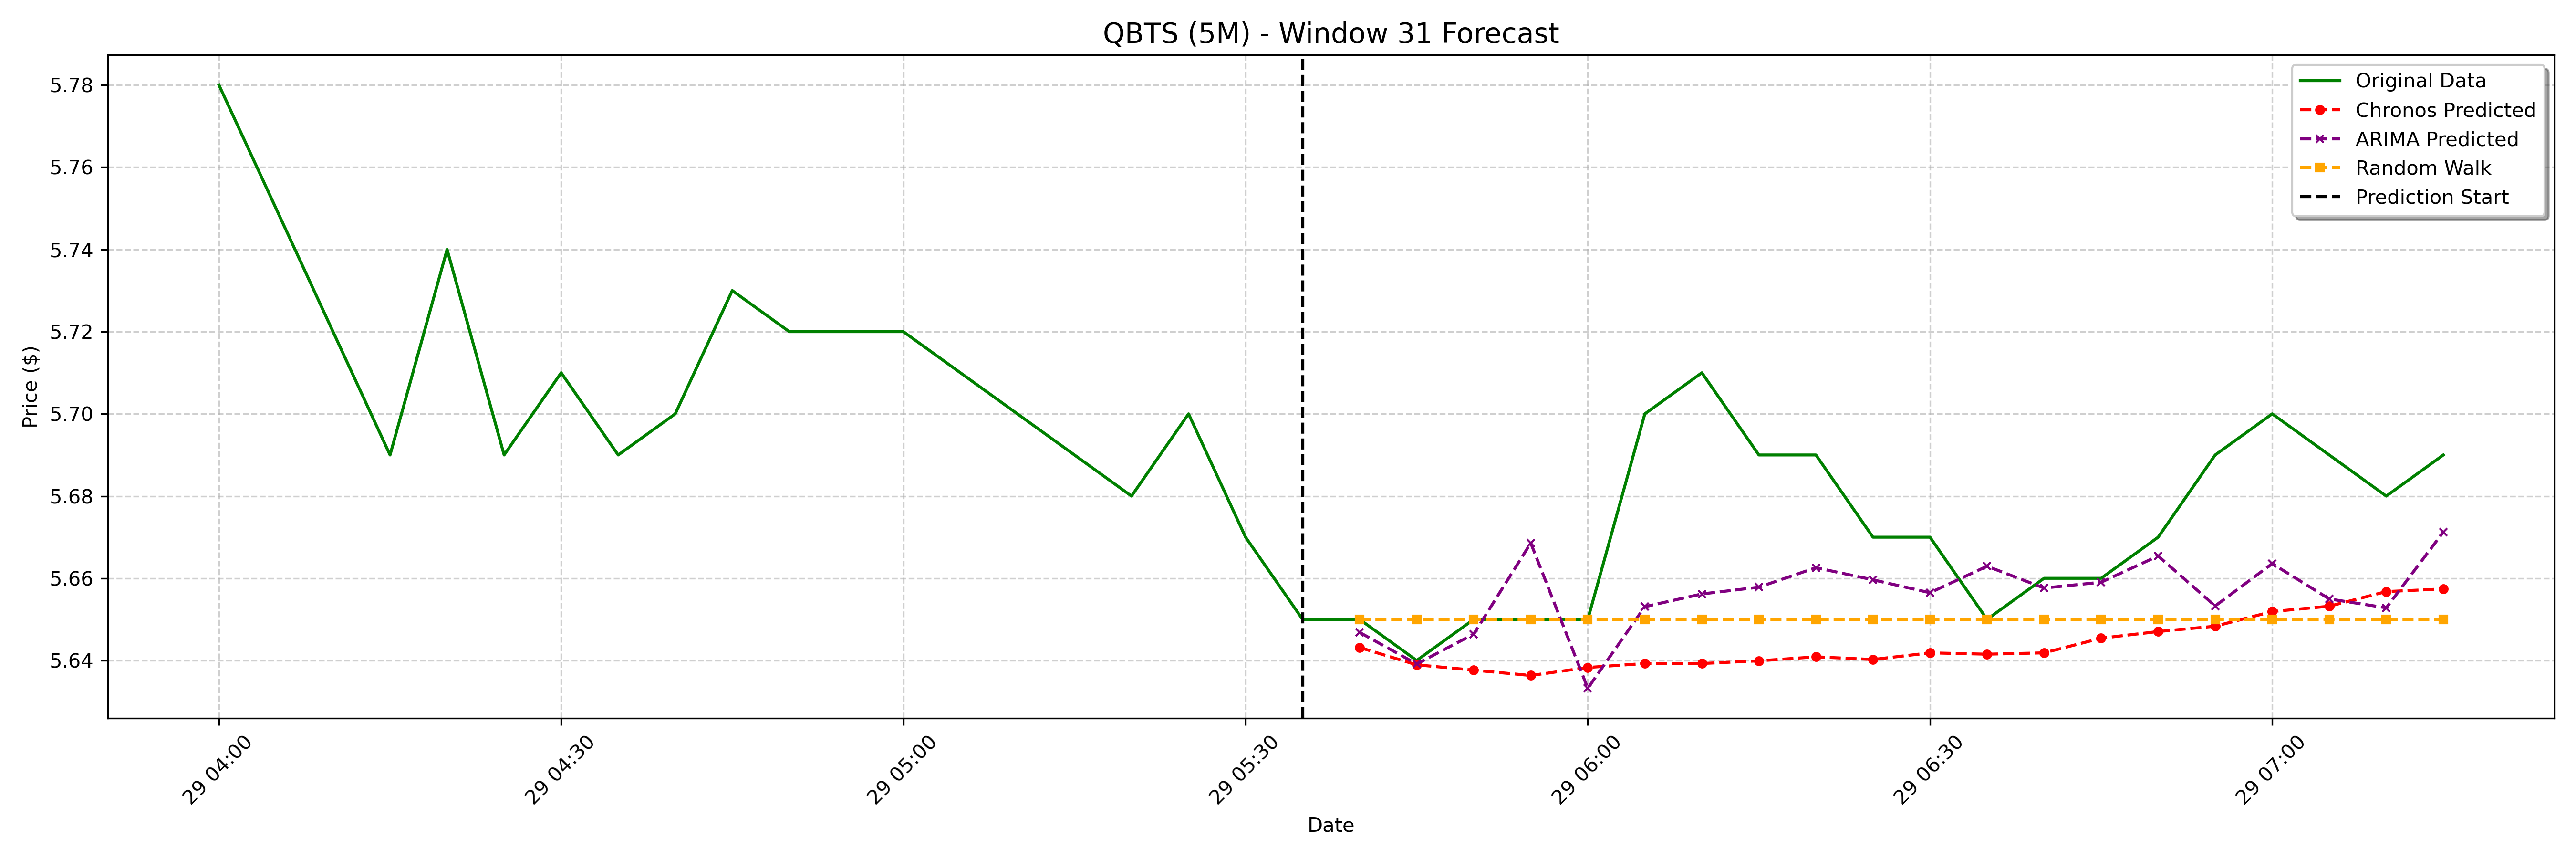 QBTS (5M) - Window 31 Forecast
Original Data
Chronos Predicted
ARIMA Predicted
Random Walk
Prediction Start
Price ($)
5.78
5.76
5.74
5.72
5.70
5.68
5.66
5.64
29 04:00
29 04:30
29 05:00
29 05:30
29 06:00
29 06:30
29 07:00
Date